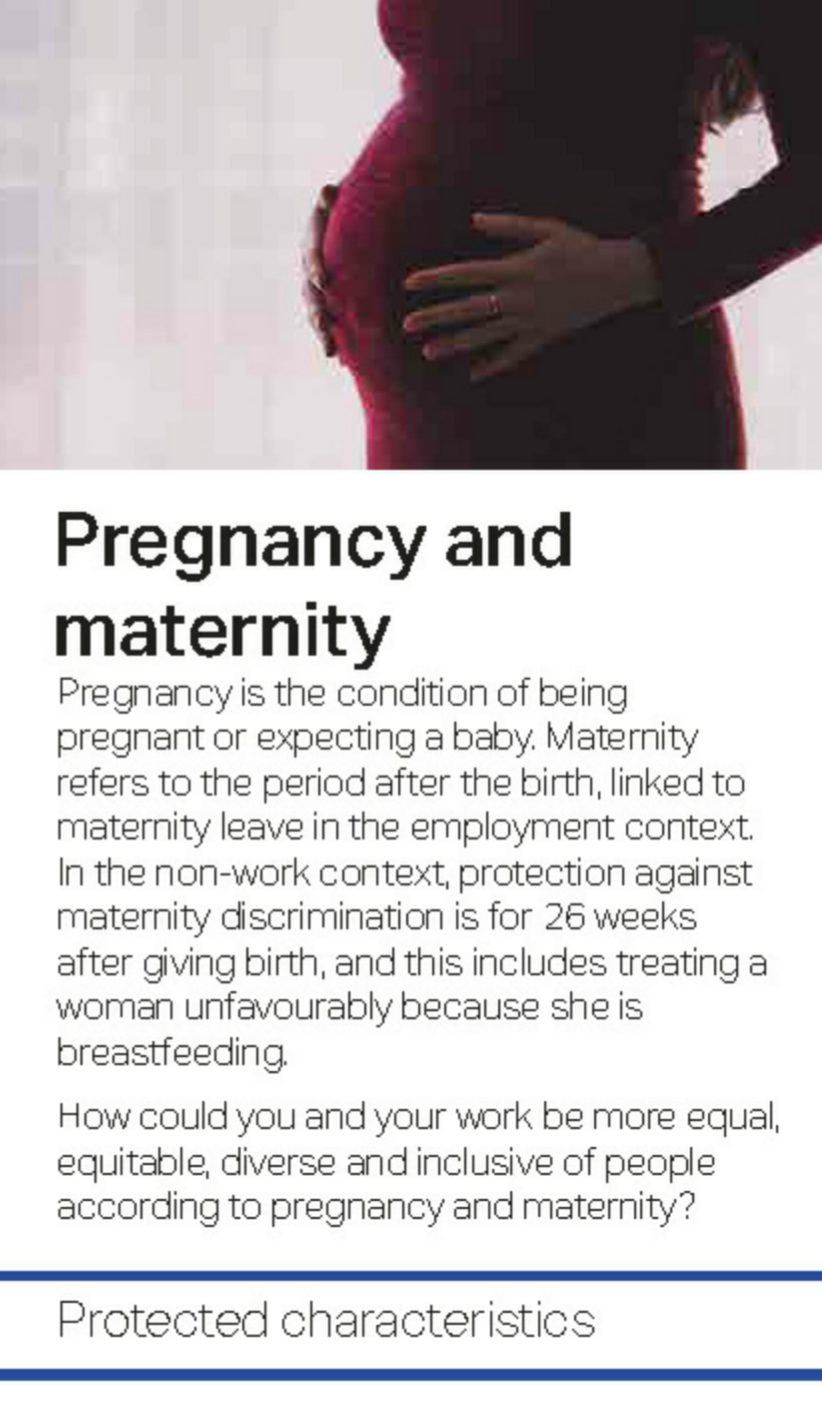 Pregnancy and
maternity
Pregnancy is the condition of being
pregnant or expecting a baby. Maternity
refers to the period after the birth, linked to
maternity leave in the employment context.
In the non-work context, protection against
maternity discrimination is for 26 weeks
after giving birth, and this includes treating a
woman unfavourably because she is
breastfeeding.
How could you and your work be more equal,
equitable, diverse and inclusive of people
according to pregnancy and maternity?
Protected characteristics